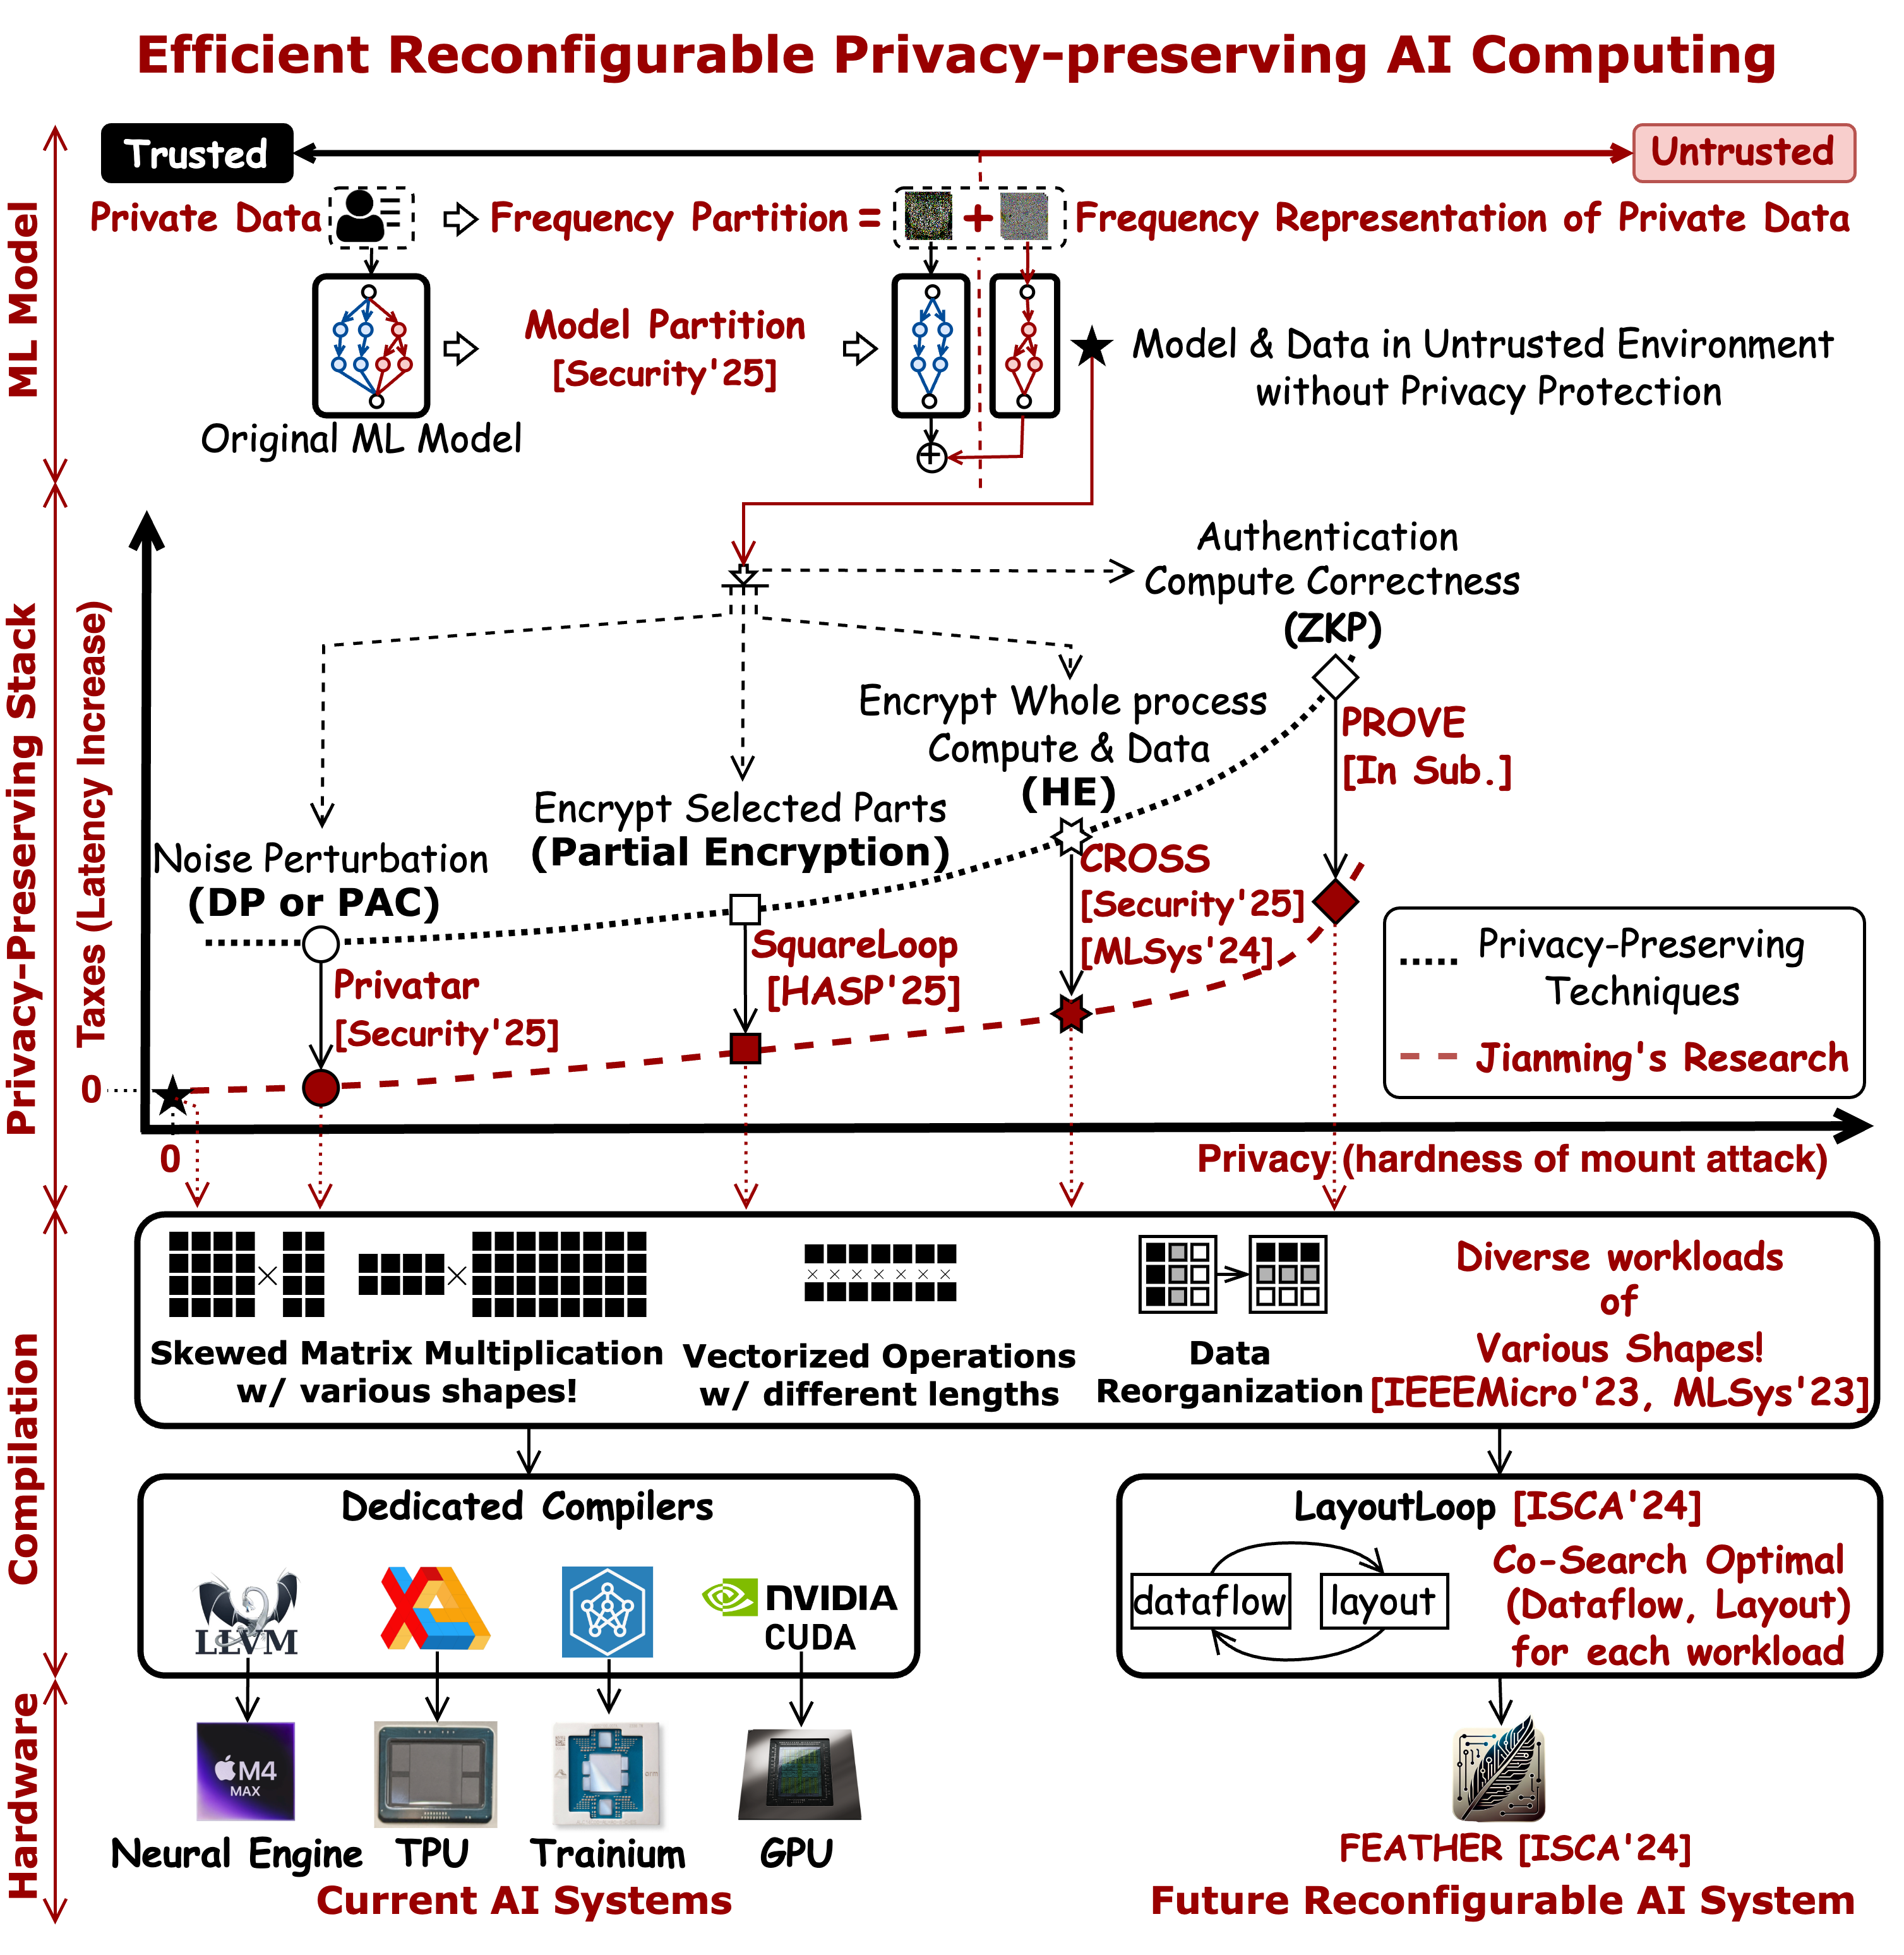 Efficient Reconfigurable Privacy-preserving AI Computing
Trusted
Untrusted
ML Model
Private Data
Frequency Partition =
+
Frequency Representation of Private Data
Model Partition
[Security'25]
Original ML Model
Model & Data in Untrusted Environment
without Privacy Protection
Privacy-Preserving Stack
Taxes (Latency Increase)
Authentication
Compute Correctness
(ZKP)
Encrypt Whole process
Compute & Data
(HE)
Encrypt Selected Parts
(Partial Encryption)
Noise Perturbation
(DP or PAC)
PROVE
[In Sub.]
CROSS
[Security'25]
[MLSys'24]
SquareLoop
[HASP'25]
Privatar
[Security'25]
Privacy-Preserving
Techniques
Jianming's Research
0
0
Privacy (hardness of mount attack)
Compilation
Skewed Matrix Multiplication
w/ various shapes!
Vectorized Operations
w/ different lengths
Data
Reorganization
Diverse workloads
of
Various Shapes!
[IEEEMicro'23, MLSys'23]
Dedicated Compilers
LLVM
NVIDIA
CUDA
LayoutLoop [ISCA'24]
dataflow
layout
Co-Search Optimal
(Dataflow, Layout)
for each workload
Hardware
M4
MAX
Neural Engine
TPU
Trainium
GPU
Current AI Systems
FEATHER [ISCA'24]
Future Reconfigurable AI System